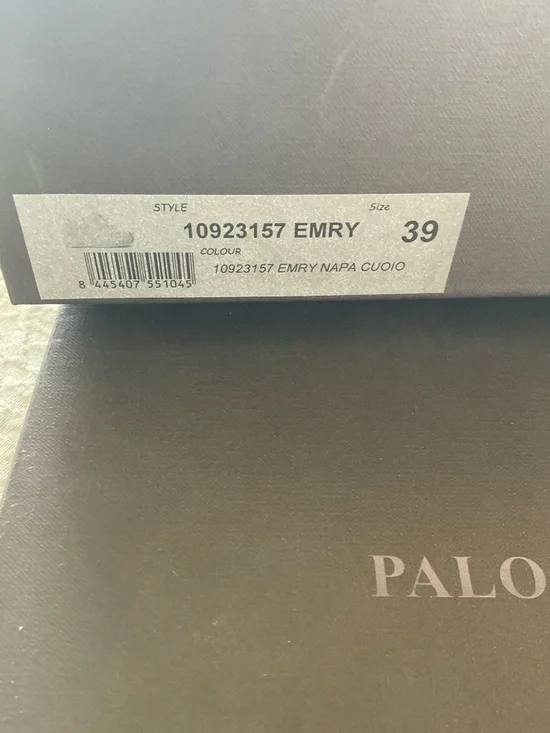 STYLE Size
10923157 EMRY 39
COLOUR
10923157 EMRY NAPA CUOIO
8 445407 551045
PALO